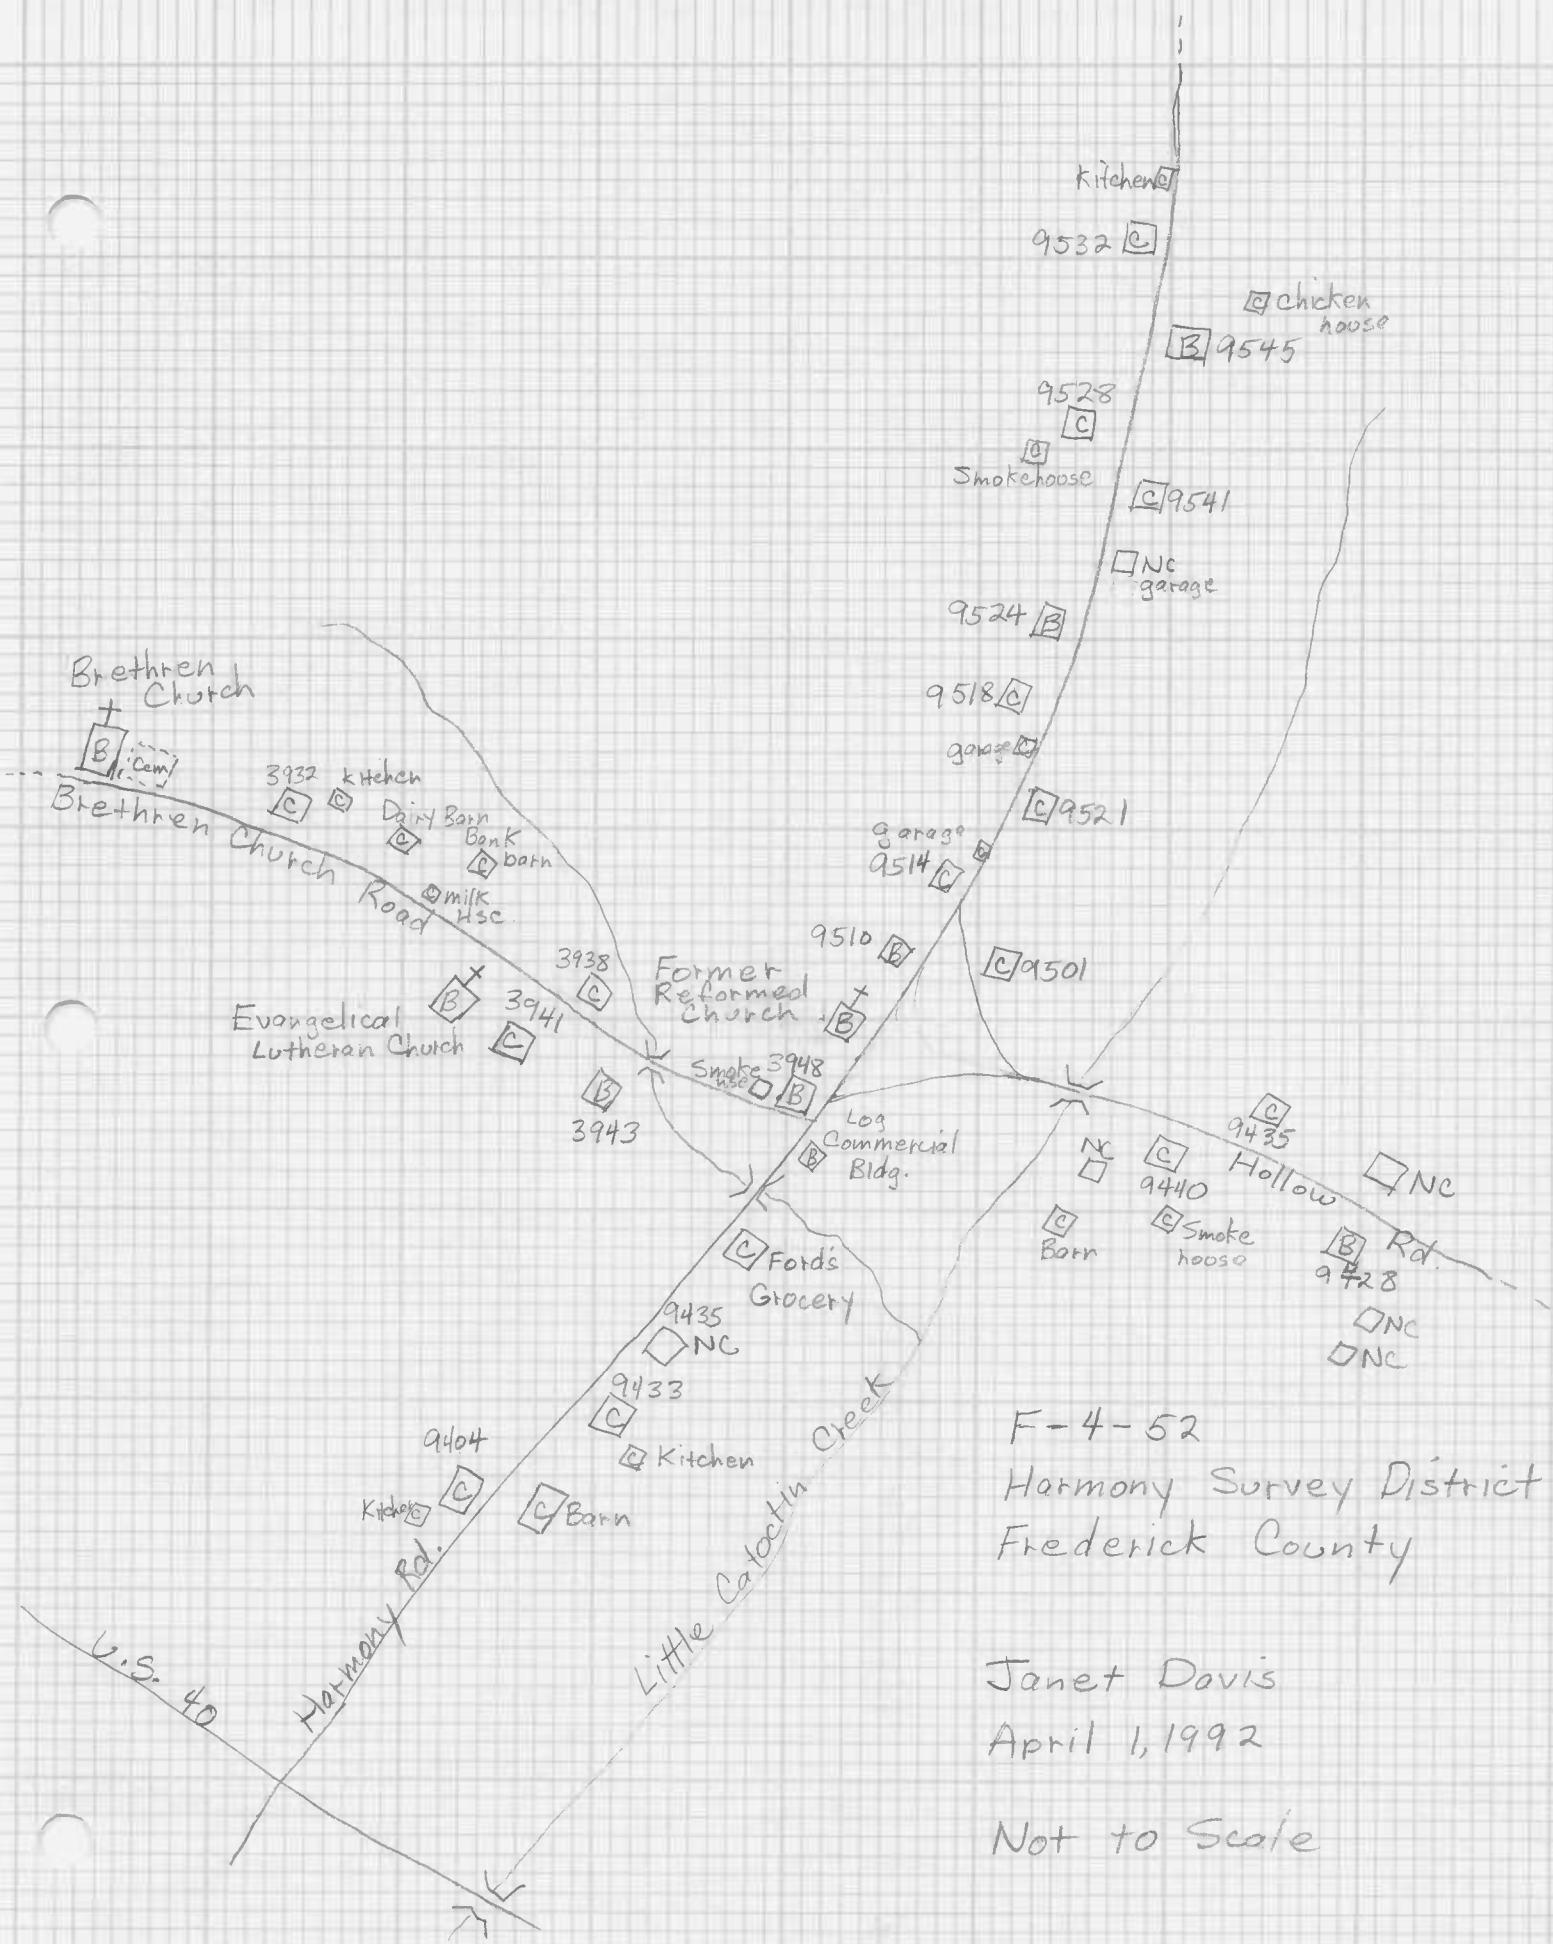 Kitchen C
9532 C
C Chicken
house
B 9545
9528
C
C
Smokehouse
C 9541
NC
garage
9524 B
9518 C
garage C
C 9521
garage
C
9514 C
9510 B
C 9501
Former
Reformed
Church
B
Brethren
Church
B
Cem
Brethren Church Road
3932 Kitchen
C C
Dairy Barn
C
Bank
barn
C
C milk
Hse.
3938
C
B
Evangelical
Lutheran Church
3941
C
B
3943
Smoke
hse
3948
B
Log
Commercial
Bldg.
B
C
9435
Hollow Rd.
NC
NC
C
9440
C
Barn
C Smoke
house
B
9428
NC
NC
C Ford's
Grocery
9435
NC
9433
C
C Kitchen
9404
C
Kitchen C
C Barn
Harmony Rd.
U.S. 40
Little Catoctin Creek
F-4-52
Harmony Survey District
Frederick County
Janet Davis
April 1, 1992
Not to Scale